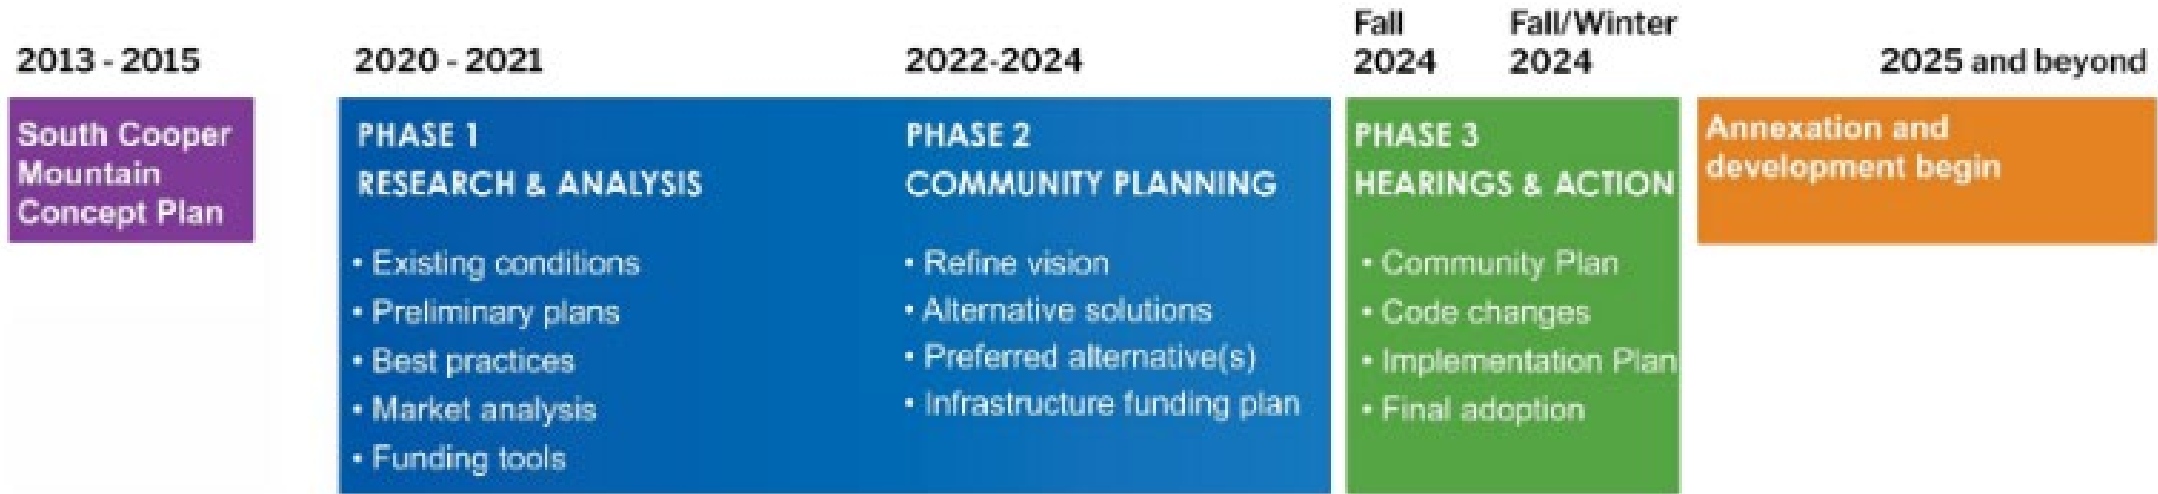 2013 - 2015
South Cooper
Mountain
Concept Plan
2020 - 2021
PHASE 1
RESEARCH & ANALYSIS
• Existing conditions
• Preliminary plans
• Best practices
• Market analysis
• Funding tools
2022-2024
PHASE 2
COMMUNITY PLANNING
• Refine vision
• Alternative solutions
• Preferred alternative(s)
• Infrastructure funding plan
Fall
2024
Fall/Winter
2024
PHASE 3
HEARINGS & ACTION
• Community Plan
• Code changes
• Implementation Plan
• Final adoption
2025 and beyond
Annexation and
development begin